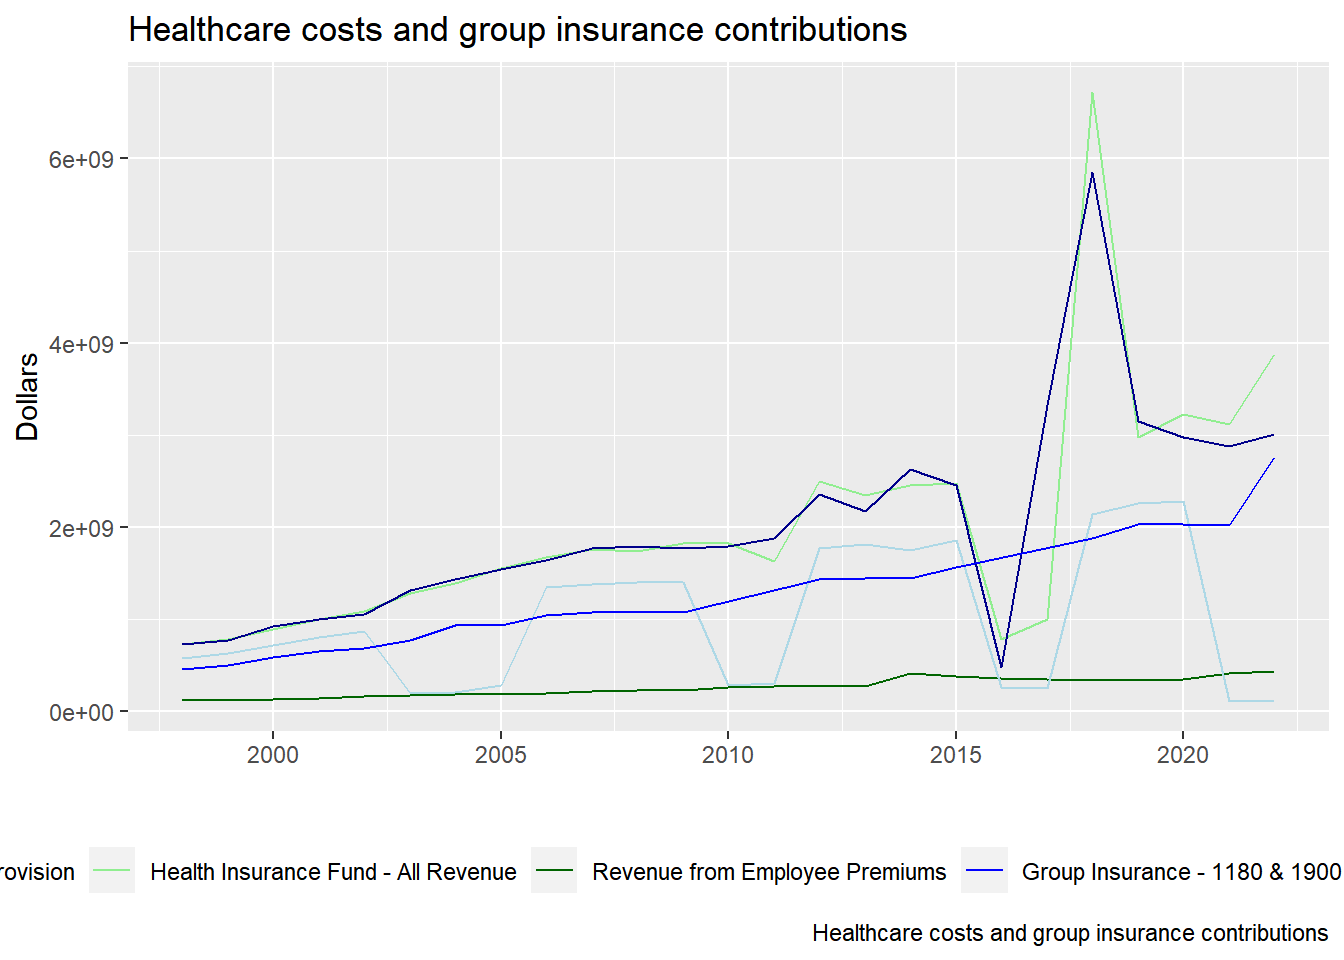 Healthcare costs and group insurance contributions
6e+09
4e+09
2e+09
0e+00
Dollars
2000 2005 2010 2015 2020
rovision Health Insurance Fund - All Revenue Revenue from Employee Premiums Group Insurance - 1180 & 1900
Healthcare costs and group insurance contributions